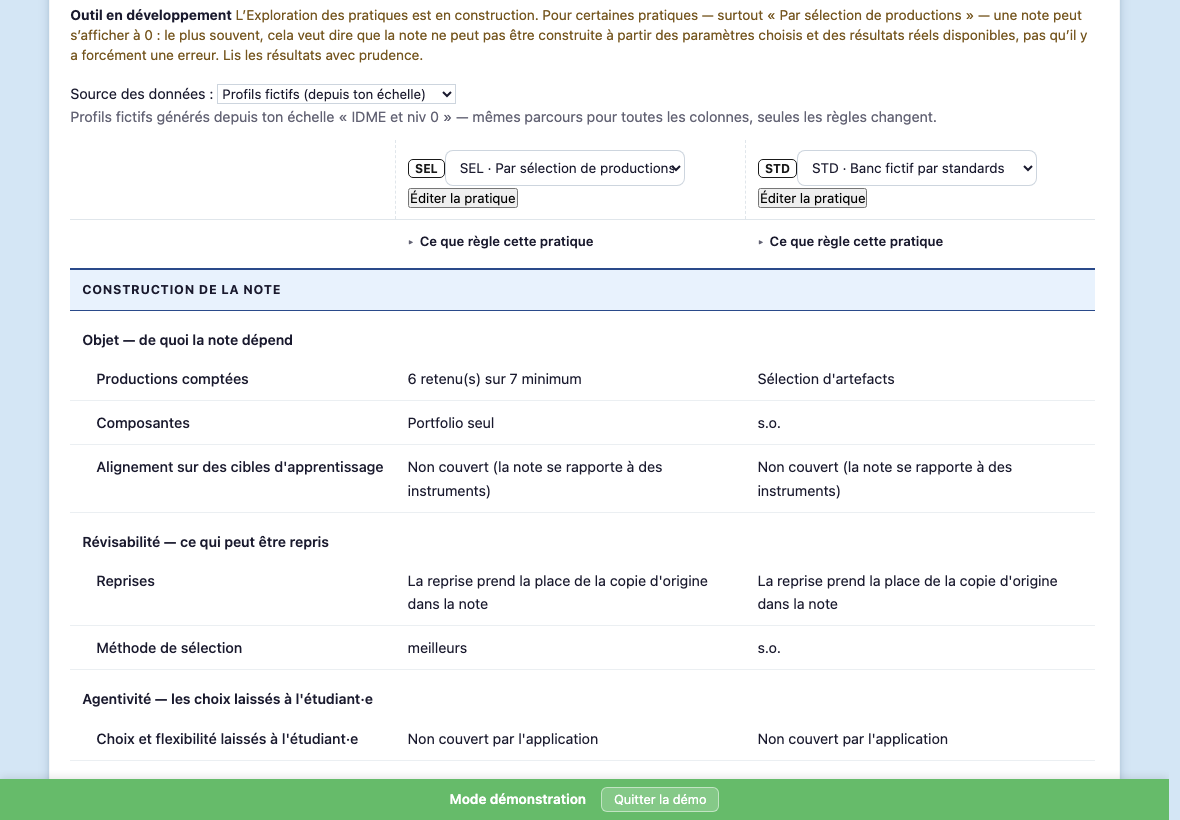 Outil en développement L’Exploration des pratiques est en construction. Pour certaines pratiques — surtout « Par sélection de productions » — une note peut
s’afficher à 0 : le plus souvent, cela veut dire que la note ne peut pas être construite à partir des paramètres choisis et des résultats réels disponibles, pas qu’il y
a forcément une erreur. Lis les résultats avec prudence.
Source des données : Profils fictifs (depuis ton échelle)
Profils fictifs générés depuis ton échelle « IDME et niv 0 » — mêmes parcours pour toutes les colonnes, seules les règles changent.
SEL SEL · Par sélection de productions STD STD · Banc fictif par standards
Éditer la pratique Éditer la pratique
▸ Ce que règle cette pratique ▸ Ce que règle cette pratique
CONSTRUCTION DE LA NOTE
Objet — de quoi la note dépend
Productions comptées 6 retenu(s) sur 7 minimum Sélection d'artefacts
Composantes Portfolio seul s.o.
Alignement sur des cibles d'apprentissage Non couvert (la note se rapporte à des Non couvert (la note se rapporte à des
instruments) instruments)
Révisabilité — ce qui peut être repris
Reprises La reprise prend la place de la copie d'origine La reprise prend la place de la copie d'origine
dans la note dans la note
Méthode de sélection meilleurs s.o.
Agentivité — les choix laissés à l'étudiant·e
Choix et flexibilité laissés à l'étudiant·e Non couvert par l'application Non couvert par l'application
Mode démonstration Quitter la démo